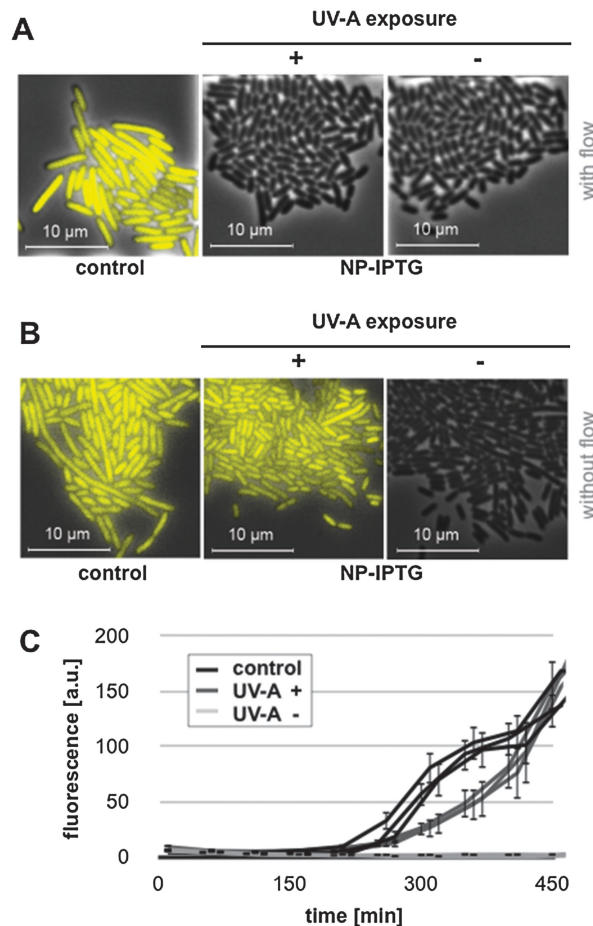 A
UV-A exposure
+ -
10 µm 10 µm 10 µm
with flow
control NP-IPTG
B
UV-A exposure
+ -
10 µm 10 µm 10 µm
without flow
control NP-IPTG
C
fluorescence [a.u.]
200
150
100
50
0
control
UV-A +
UV-A -
0 150 300 450
time [min]